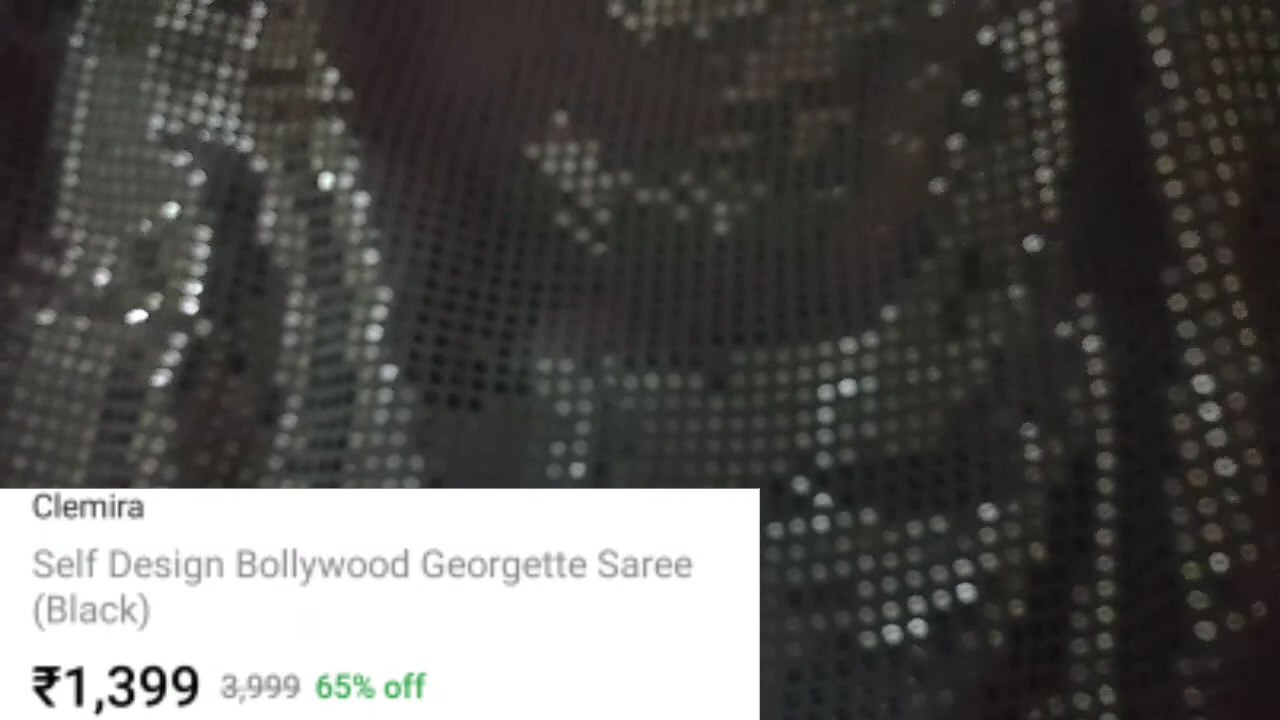 Clemira
Self Design Bollywood Georgette Saree
(Black)
₹1,399 3,999 65% off